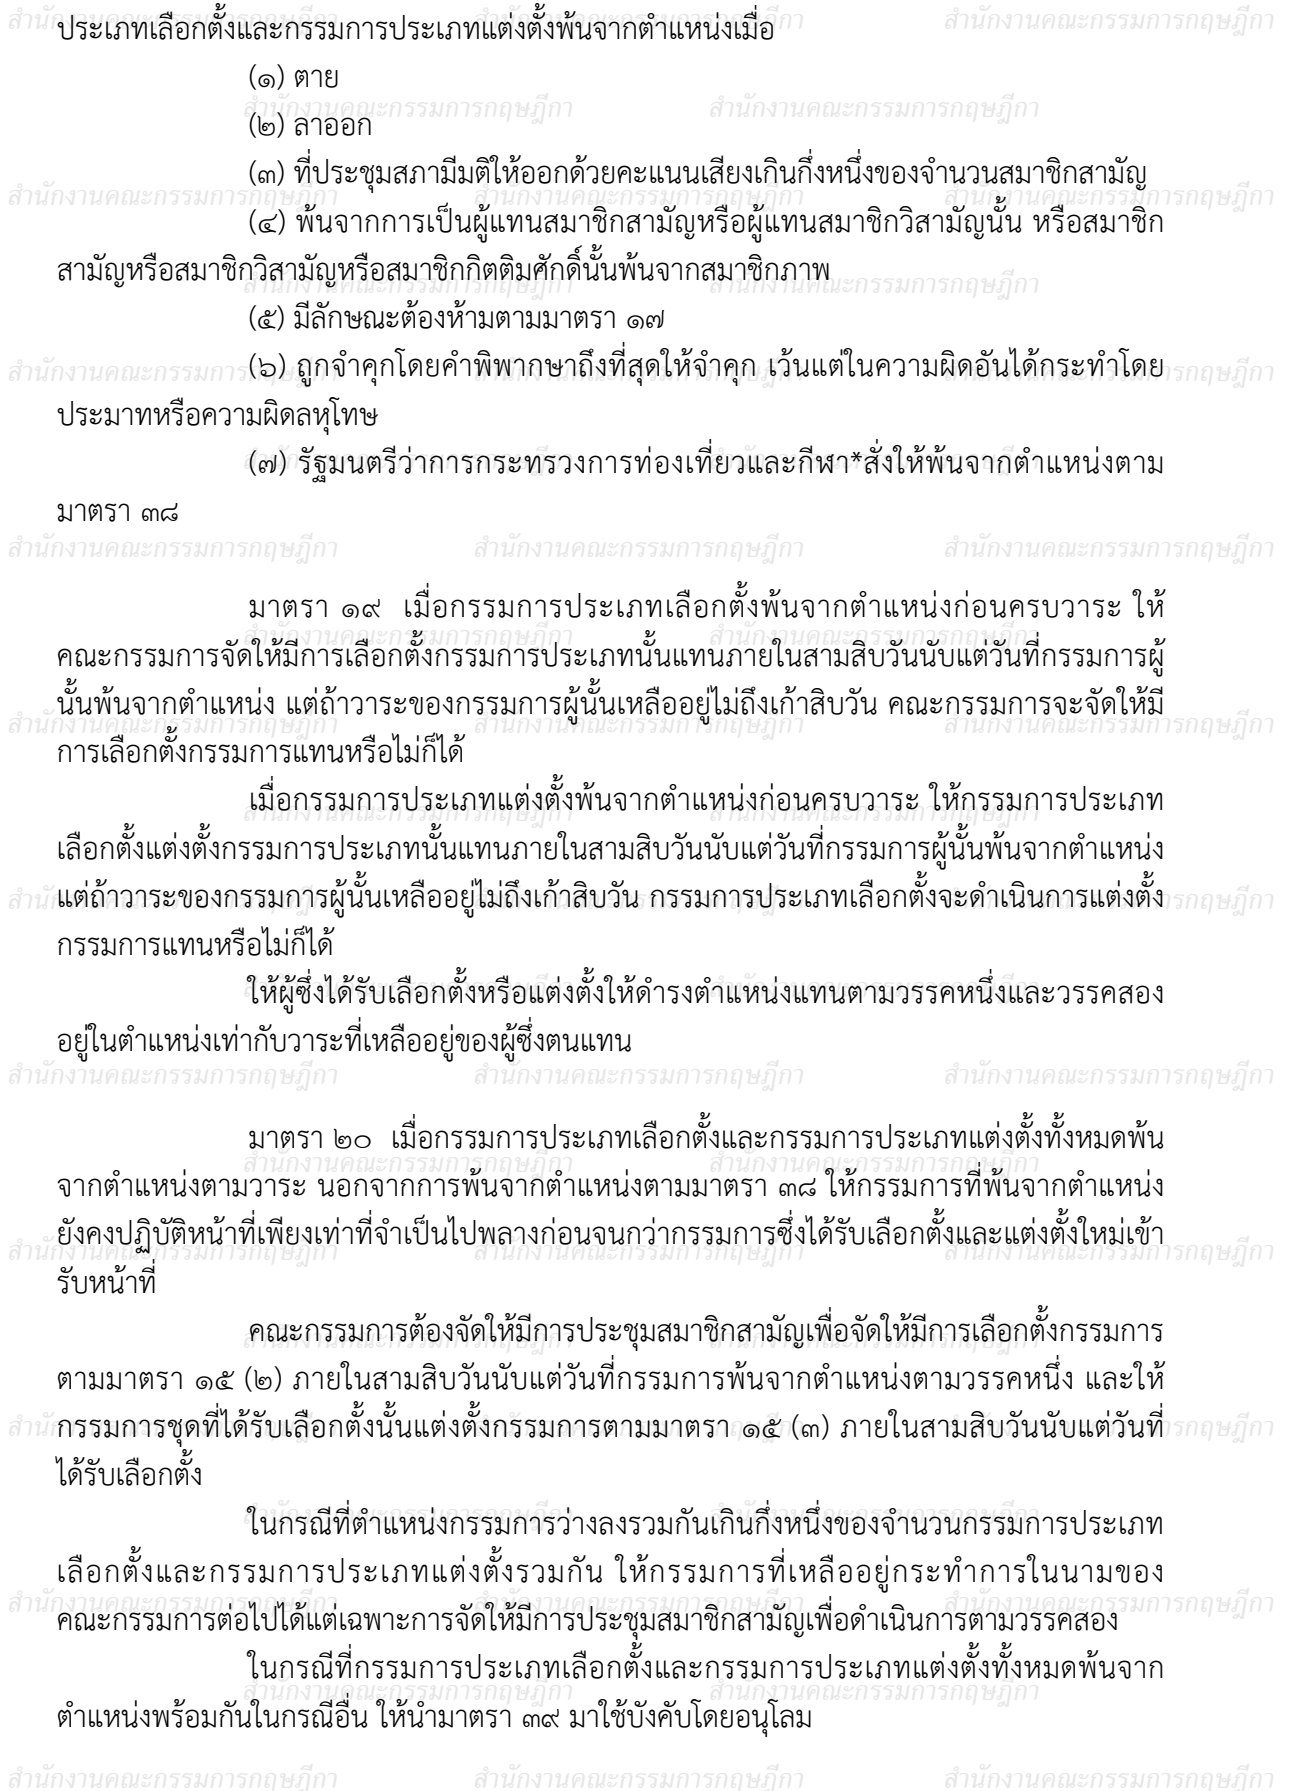 ประเภทเลือกตั้งและกรรมการประเภทแต่งตั้งพ้นจากตำแหน่งเมื่อ
(๑) ตาย
(๒) ลาออก
(๓) ที่ประชุมสภามีมติให้ออกด้วยคะแนนเสียงเกินกึ่งหนึ่งของจำนวนสมาชิกสามัญ
(๔) พ้นจากการเป็นผู้แทนสมาชิกสามัญหรือผู้แทนสมาชิกวิสามัญนั้น หรือสมาชิก
สามัญหรือสมาชิกวิสามัญหรือสมาชิกกิตติมศักดิ์นั้นพ้นจากสมาชิกภาพ
(๕) มีลักษณะต้องห้ามตามมาตรา ๑๗
(๖) ถูกจำคุกโดยคำพิพากษาถึงที่สุดให้จำคุก เว้นแต่ในความผิดอันได้กระทำโดย
ประมาทหรือความผิดลหุโทษ
(๗) รัฐมนตรีว่าการกระทรวงการท่องเที่ยวและกีฬา*สั่งให้พ้นจากตำแหน่งตาม
มาตรา ๓๘
มาตรา ๑๙  เมื่อกรรมการประเภทเลือกตั้งพ้นจากตำแหน่งก่อนครบวาระ ให้
คณะกรรมการจัดให้มีการเลือกตั้งกรรมการประเภทนั้นแทนภายในสามสิบวันนับแต่วันที่กรรมการผู้
นั้นพ้นจากตำแหน่ง แต่ถ้าวาระของกรรมการผู้นั้นเหลืออยู่ไม่ถึงเก้าสิบวัน คณะกรรมการจะจัดให้มี
การเลือกตั้งกรรมการแทนหรือไม่ก็ได้
เมื่อกรรมการประเภทแต่งตั้งพ้นจากตำแหน่งก่อนครบวาระ ให้กรรมการประเภท
เลือกตั้งแต่งตั้งกรรมการประเภทนั้นแทนภายในสามสิบวันนับแต่วันที่กรรมการผู้นั้นพ้นจากตำแหน่ง
แต่ถ้าวาระของกรรมการผู้นั้นเหลืออยู่ไม่ถึงเก้าสิบวัน กรรมการประเภทเลือกตั้งจะดำเนินการแต่งตั้ง
กรรมการแทนหรือไม่ก็ได้
ให้ผู้ซึ่งได้รับเลือกตั้งหรือแต่งตั้งให้ดำรงตำแหน่งแทนตามวรรคหนึ่งและวรรคสอง
อยู่ในตำแหน่งเท่ากับวาระที่เหลืออยู่ของผู้ซึ่งตนแทน
มาตรา ๒๐  เมื่อกรรมการประเภทเลือกตั้งและกรรมการประเภทแต่งตั้งทั้งหมดพ้น
จากตำแหน่งตามวาระ นอกจากการพ้นจากตำแหน่งตามมาตรา ๓๘ ให้กรรมการที่พ้นจากตำแหน่ง
ยังคงปฏิบัติหน้าที่เพียงเท่าที่จำเป็นไปพลางก่อนจนกว่ากรรมการซึ่งได้รับเลือกตั้งและแต่งตั้งใหม่เข้า
รับหน้าที่
คณะกรรมการต้องจัดให้มีการประชุมสมาชิกสามัญเพื่อจัดให้มีการเลือกตั้งกรรมการ
ตามมาตรา ๑๕ (๒) ภายในสามสิบวันนับแต่วันที่กรรมการพ้นจากตำแหน่งตามวรรคหนึ่ง และให้
กรรมการชุดที่ได้รับเลือกตั้งนั้นแต่งตั้งกรรมการตามมาตรา ๑๕ (๓) ภายในสามสิบวันนับแต่วันที่
ได้รับเลือกตั้ง
ในกรณีที่ตำแหน่งกรรมการว่างลงรวมกันเกินกึ่งหนึ่งของจำนวนกรรมการประเภท
เลือกตั้งและกรรมการประเภทแต่งตั้งรวมกัน ให้กรรมการที่เหลืออยู่กระทำการในนามของ
คณะกรรมการต่อไปได้แต่เฉพาะการจัดให้มีการประชุมสมาชิกสามัญเพื่อดำเนินการตามวรรคสอง
ในกรณีที่กรรมการประเภทเลือกตั้งและกรรมการประเภทแต่งตั้งทั้งหมดพ้นจาก
ตำแหน่งพร้อมกันในกรณีอื่น ให้นำมาตรา ๓๙ มาใช้บังคับโดยอนุโลม
สำนักงานคณะกรรมการกฤษฎีกา สำนักงานคณะกรรมการกฤษฎีกา สำนักงานคณะกรรมการกฤษฎีกา